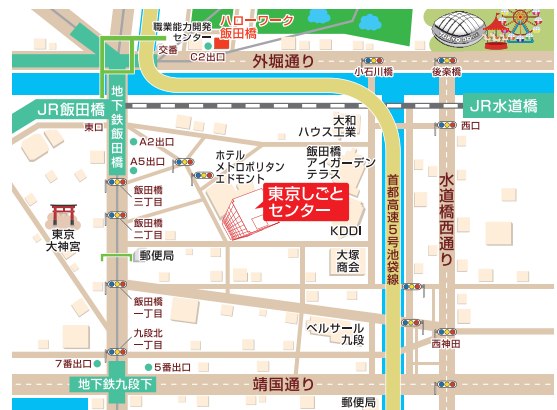 職業能力開発
センター
ハローワーク
飯田橋
交番
C2出口
外堀通り
小石川橋
後楽橋
TOKYO DOME
JR飯田橋
東口
地下鉄飯田橋
JR水道橋
西口
A2出口
A5出口
ホテル
メトロポリタン
エドモント
大和
ハウス工業
飯田橋
アイガーデン
テラス
東京しごと
センター
首都高速5号池袋線
水道橋西通り
飯田橋
三丁目
飯田橋
二丁目
東京
大神宮
KDDI
郵便局
大塚
商会
飯田橋
一丁目
九段北
一丁目
ベルサール
九段
西神田
7番出口
5番出口
地下鉄九段下
靖国通り
郵便局